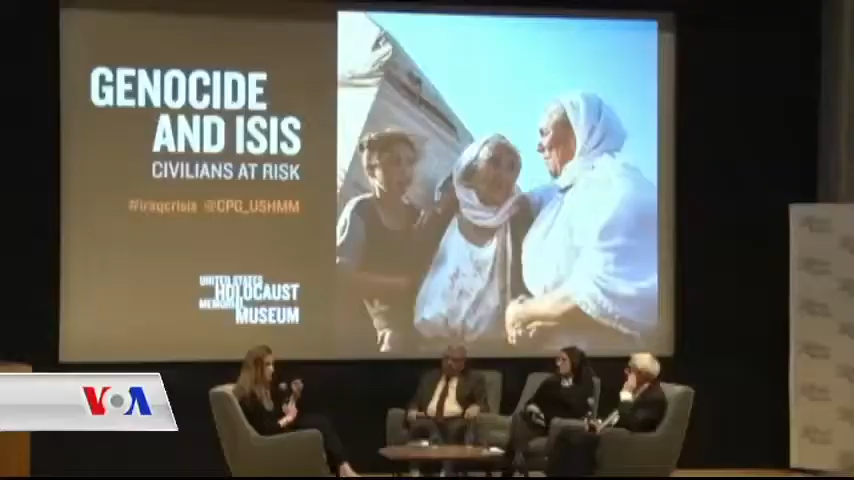 GENOCIDE
AND ISIS
CIVILIANS AT RISK
#iraqcrisis @CPG_USHMM
UNITED STATES
HOLOCAUST
MEMORIAL
MUSEUM
VOA